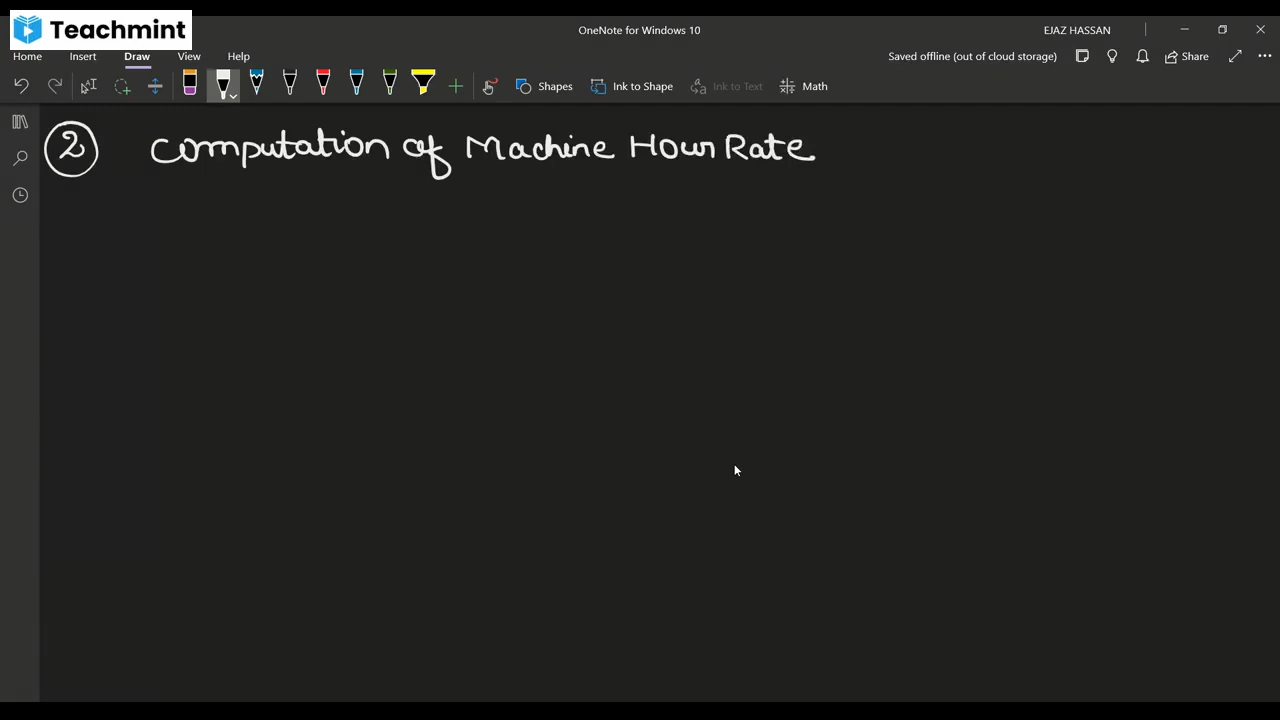 Teachmint
OneNote for Windows 10
EJAZ HASSAN
Home Insert Draw View Help
Saved offline (out of cloud storage)
Share
Shapes
Ink to Shape
Ink to Text
Math
2 Computation of Machine Hour Rate